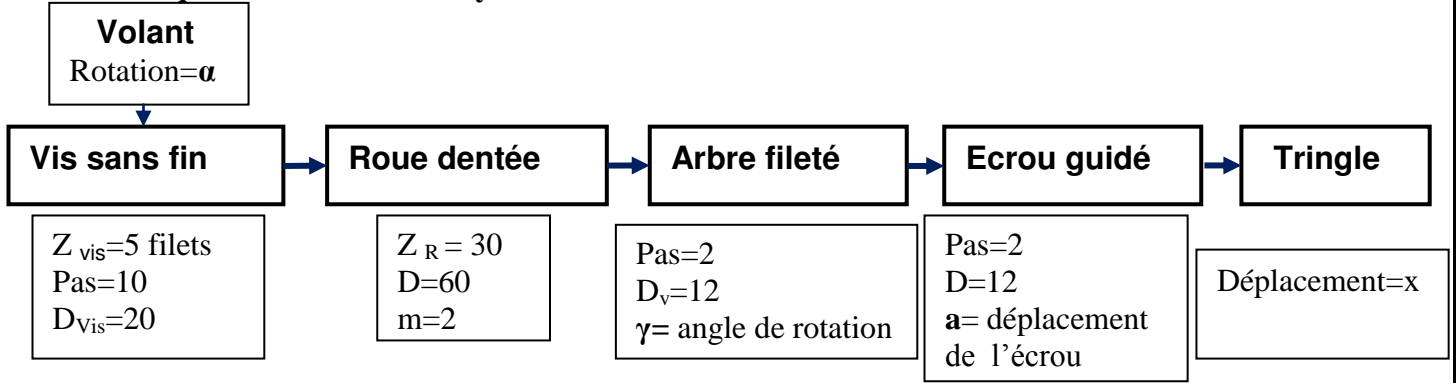 Volant
Rotation=α
Vis sans fin
Roue dentée
Arbre fileté
Ecrou guidé
Tringle
Z vis=5 filets
Pas=10
DVis=20
Z R = 30
D=60
m=2
Pas=2
Dv=12
γ= angle de rotation
Pas=2
D=12
a= déplacement
de l’écrou
Déplacement=x